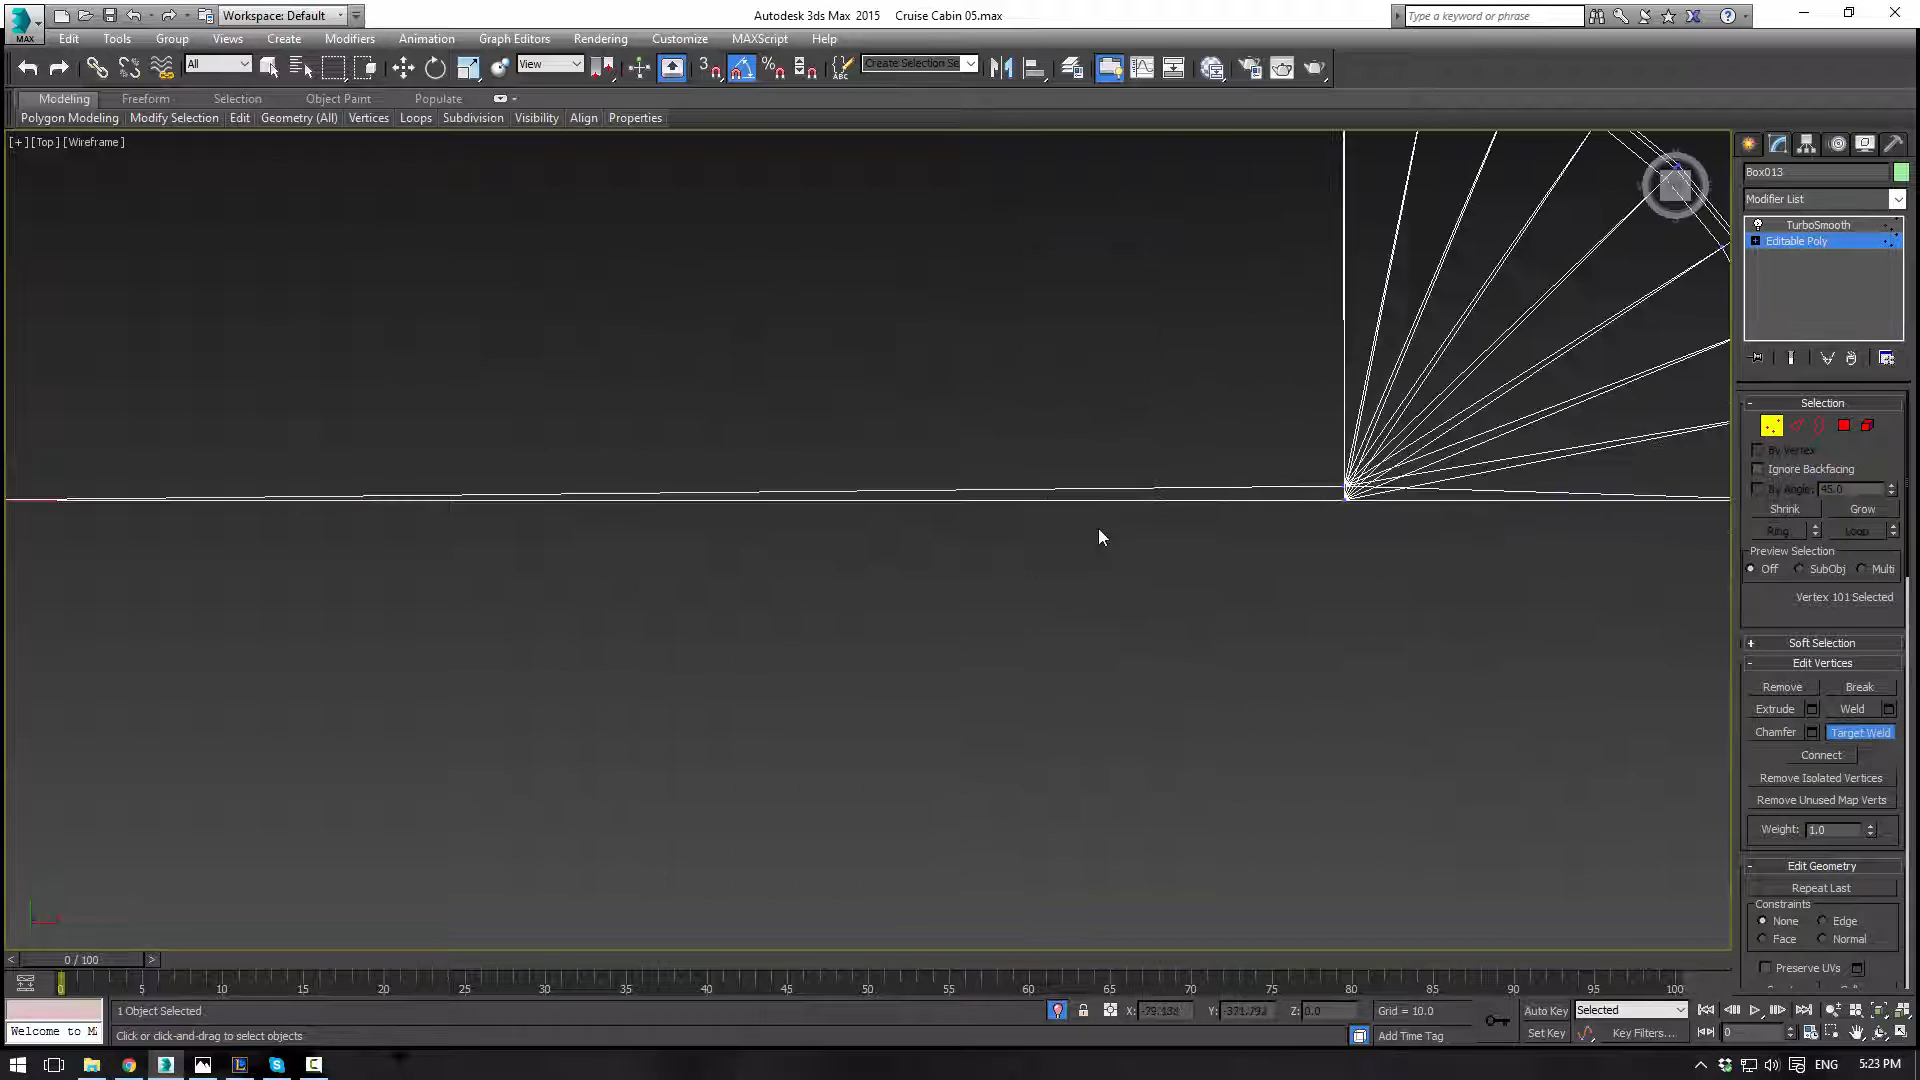 Workspace: Default
Autodesk 3ds Max 2015 Cruise Cabin 05.max
Type a keyword or phrase
MAX
Edit Tools Group Views Create Modifiers Animation Graph Editors Rendering Customize MAXScript Help
All
View
Create Selection Se
Modeling Freeform Selection Object Paint Populate
Polygon Modeling Modify Selection Edit Geometry (All) Vertices Loops Subdivision Visibility Align Properties
[+] [Top] [Wireframe]
Box013
Modifier List
TurboSmooth
Editable Poly
Selection
By Vertex
Ignore Backfacing
By Angle: 45.0
Shrink Grow
Ring Loop
Preview Selection
Off SubObj Multi
Vertex 101 Selected
Soft Selection
Edit Vertices
Remove Break
Extrude Weld
Chamfer Target Weld
Connect
Remove Isolated Vertices
Remove Unused Map Verts
Weight: 1.0
Edit Geometry
Repeat Last
Constraints
None Edge
Face Normal
Preserve UVs
0 / 100
0 5 10 15 20 25 30 35 40 45 50 55 60 65 70 75 80 85 90 95 100
1 Object Selected
X: Y: Z: 0.0
Grid = 10.0
Auto Key Selected
Welcome to M
Click or click-and-drag to select objects
Add Time Tag
Set Key Key Filters...
0
ENG 5:23 PM